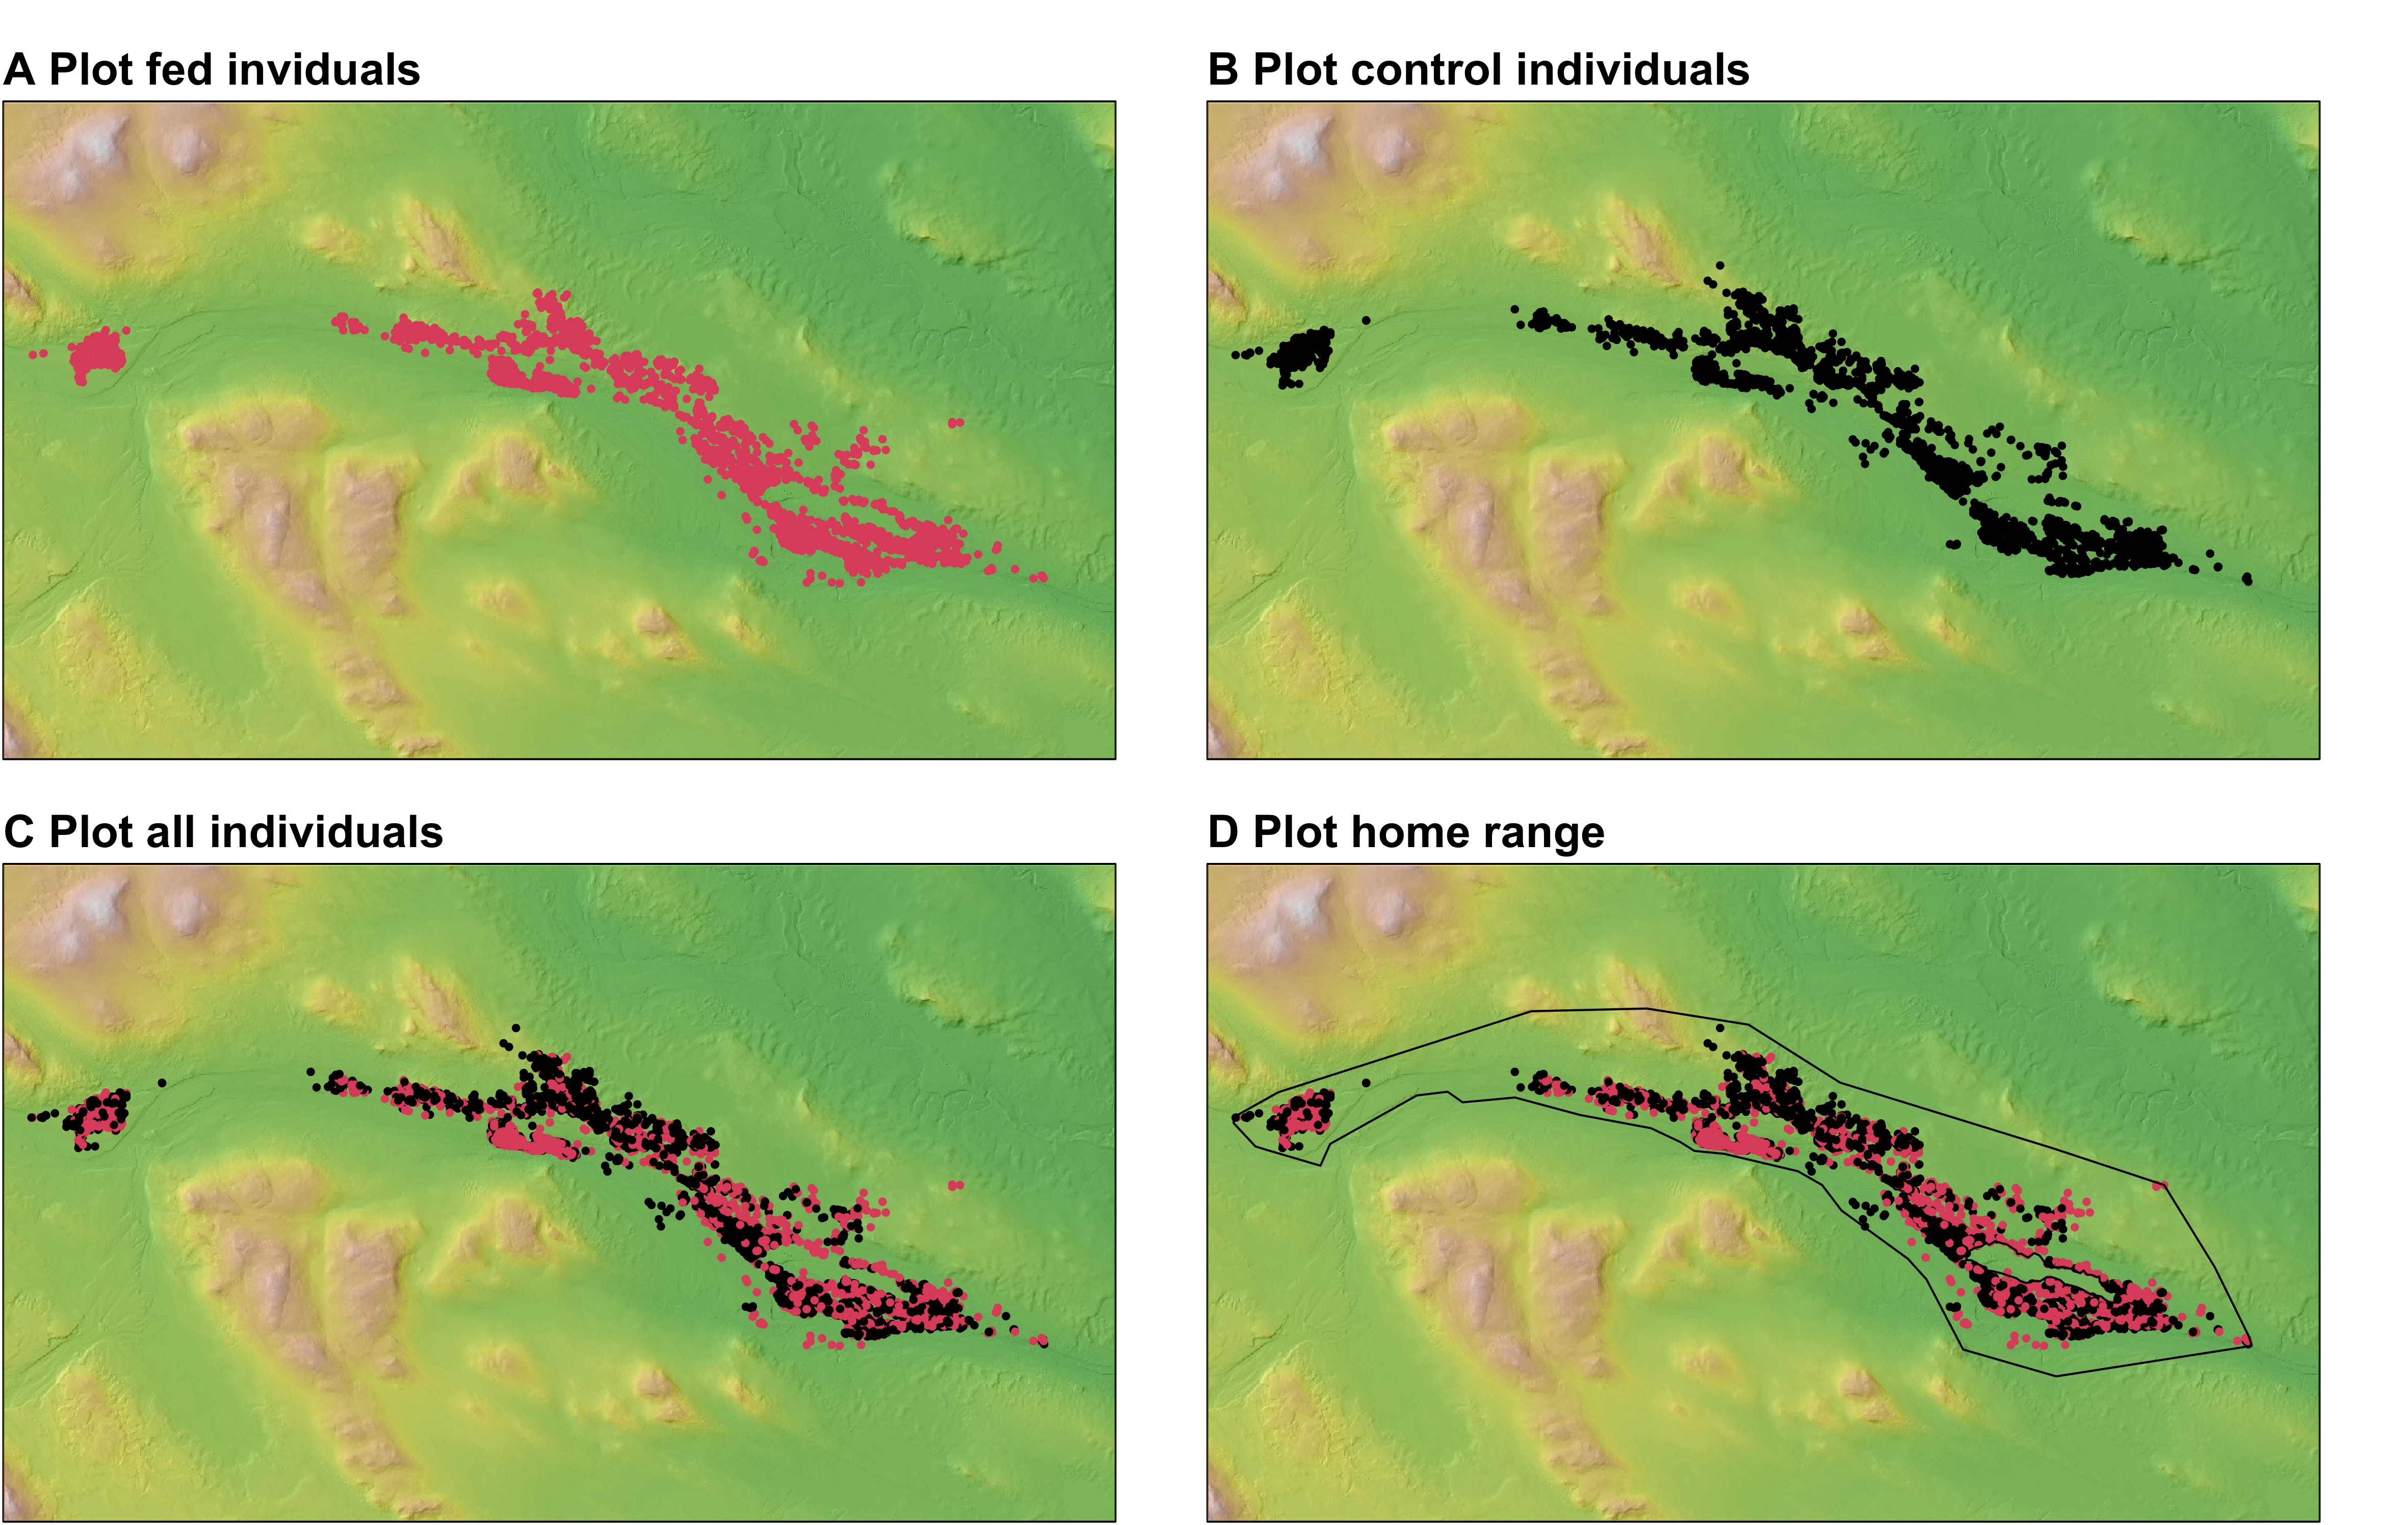 A Plot fed inviduals
B Plot control individuals
C Plot all individuals
D Plot home range